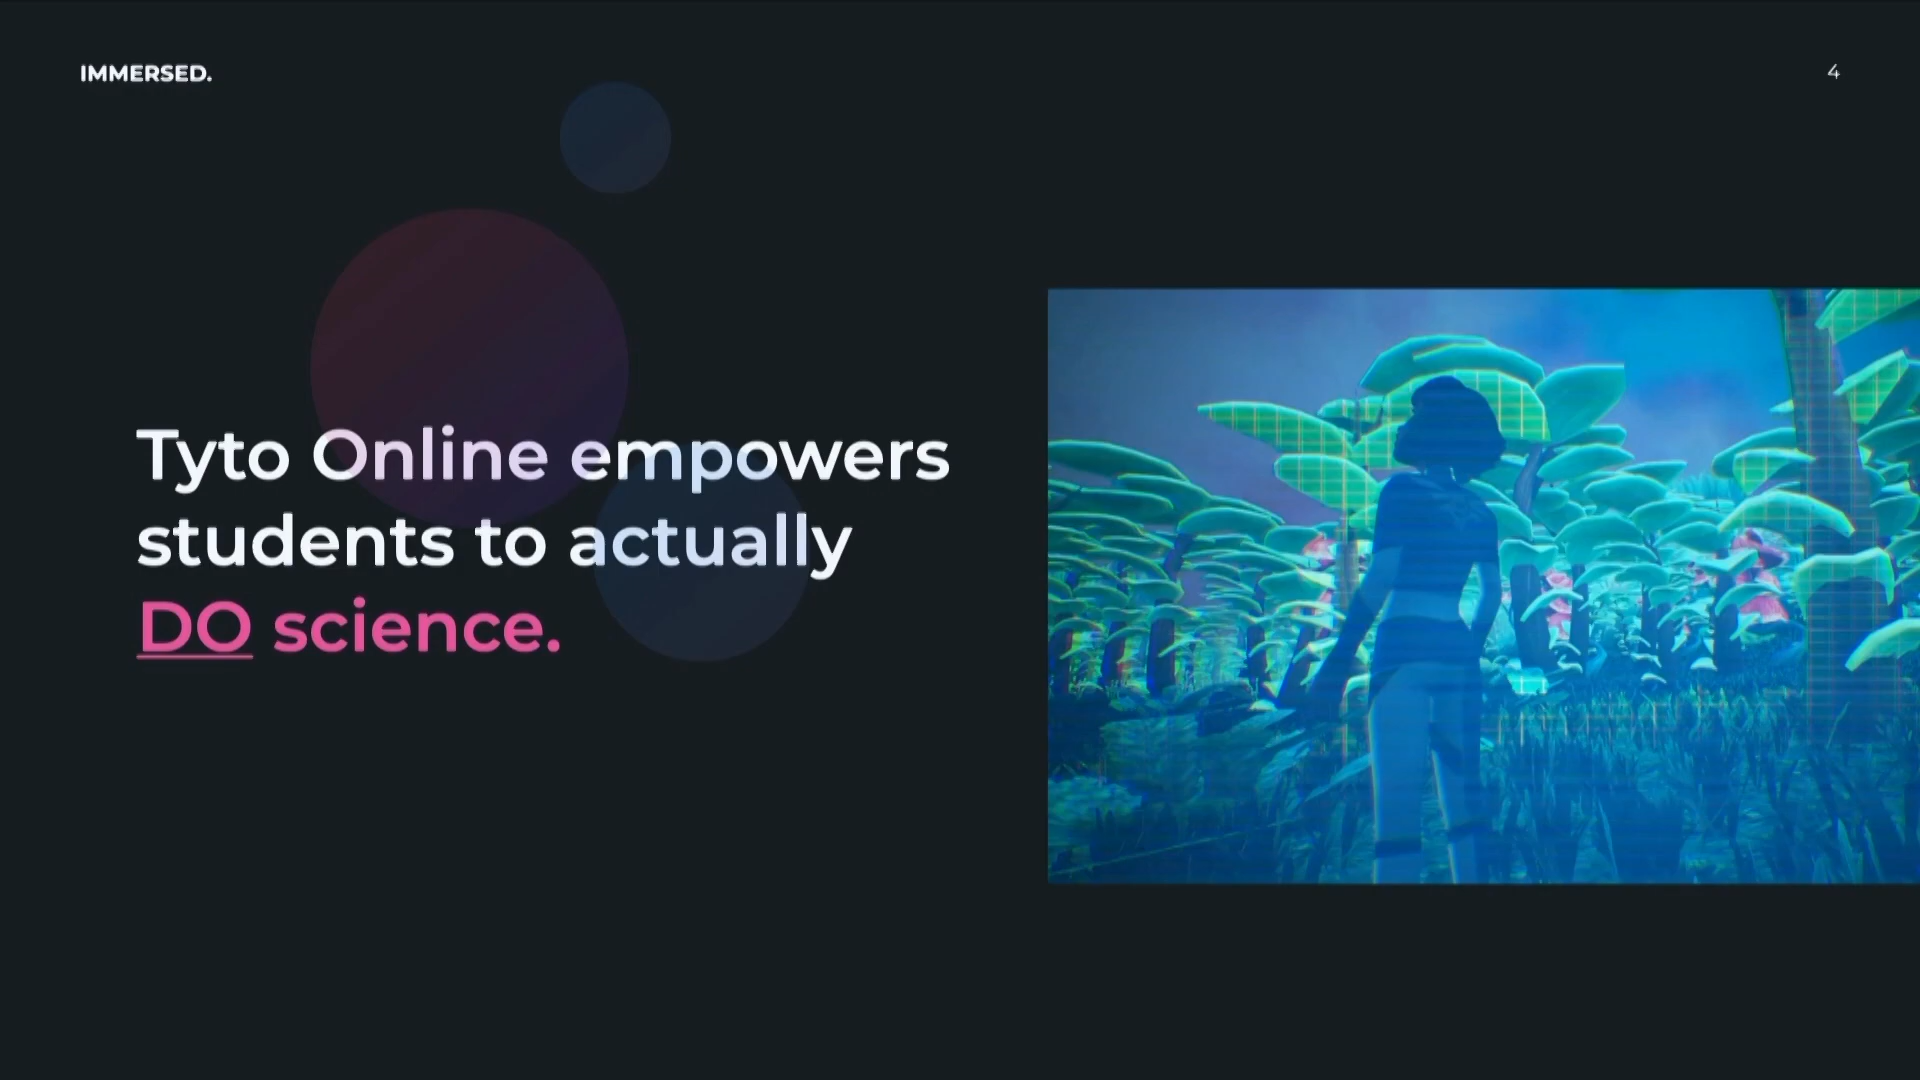 IMMERSED.
4
Tyto Online empowers
students to actually
DO science.